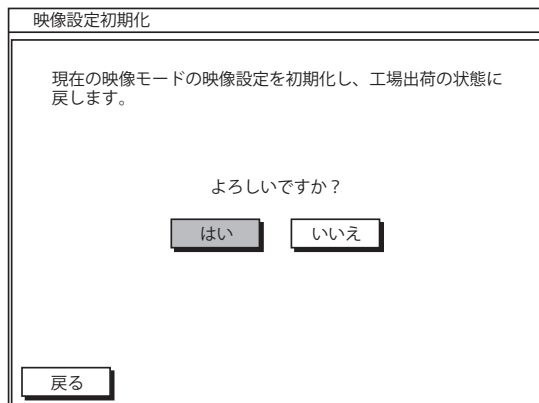 映像設定初期化
現在の映像モードの映像設定を初期化し、工場出荷の状態に
戻します。
よろしいですか？
はい
いいえ
戻る